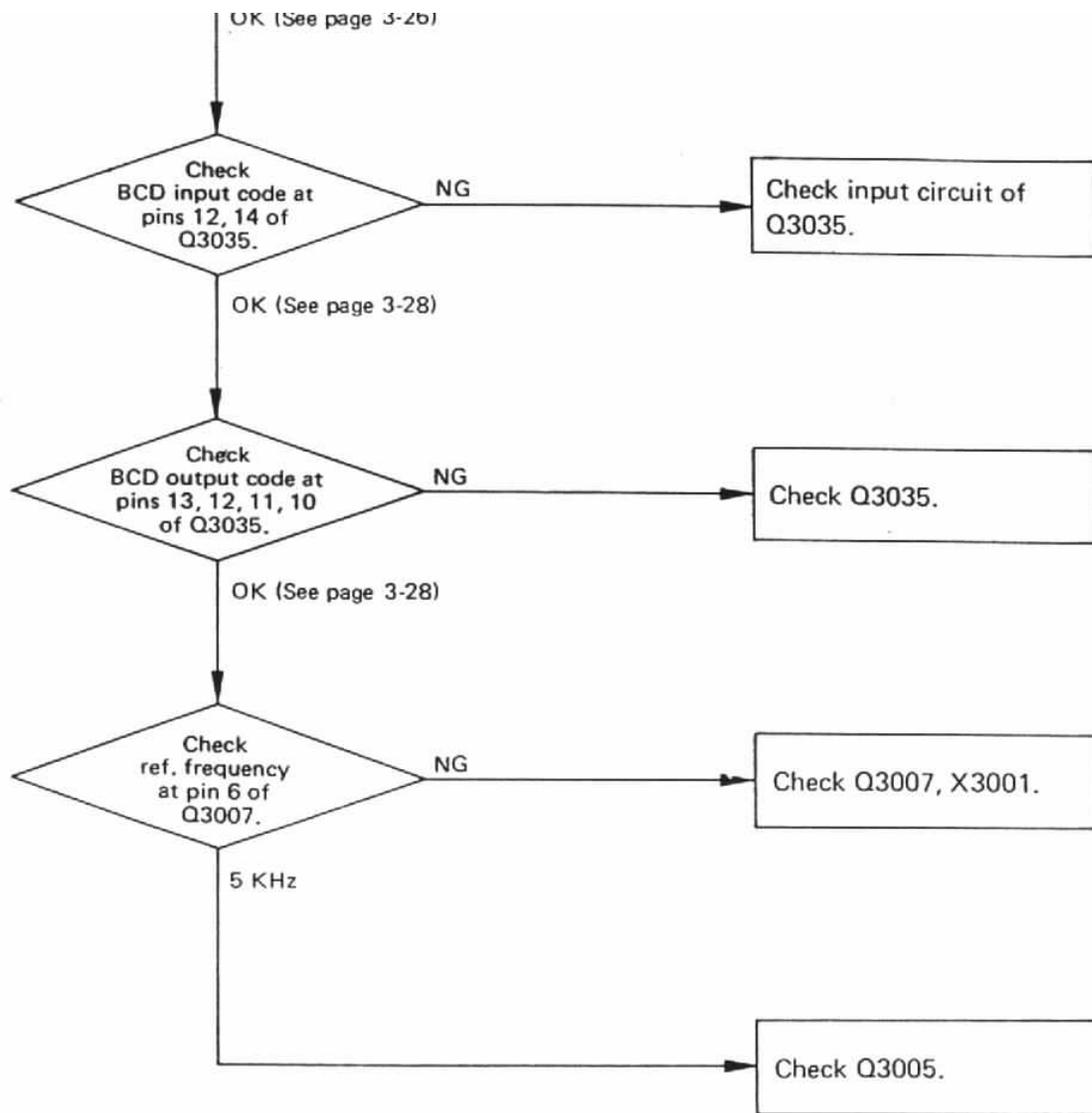 OK (See page 3-26)
Check
BCD input code at
pins 12, 14 of
Q3035.
NG
Check input circuit of
Q3035.
OK (See page 3-28)
Check
BCD output code at
pins 13, 12, 11, 10
of Q3035.
NG
Check Q3035.
OK (See page 3-28)
Check
ref. frequency
at pin 6 of
Q3007.
NG
Check Q3007, X3001.
5 KHz
Check Q3005.